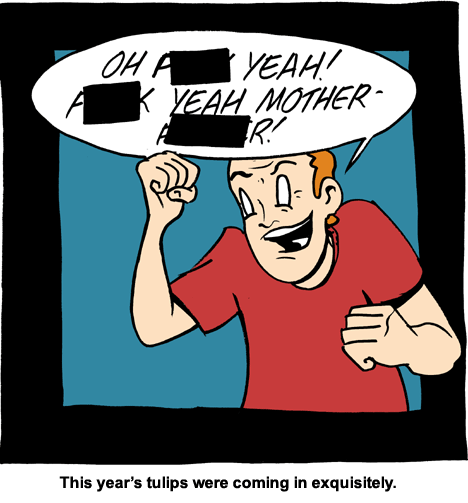 OH YEAH!
YEAH MOTHER-
This year's tulips were coming in exquisitely.